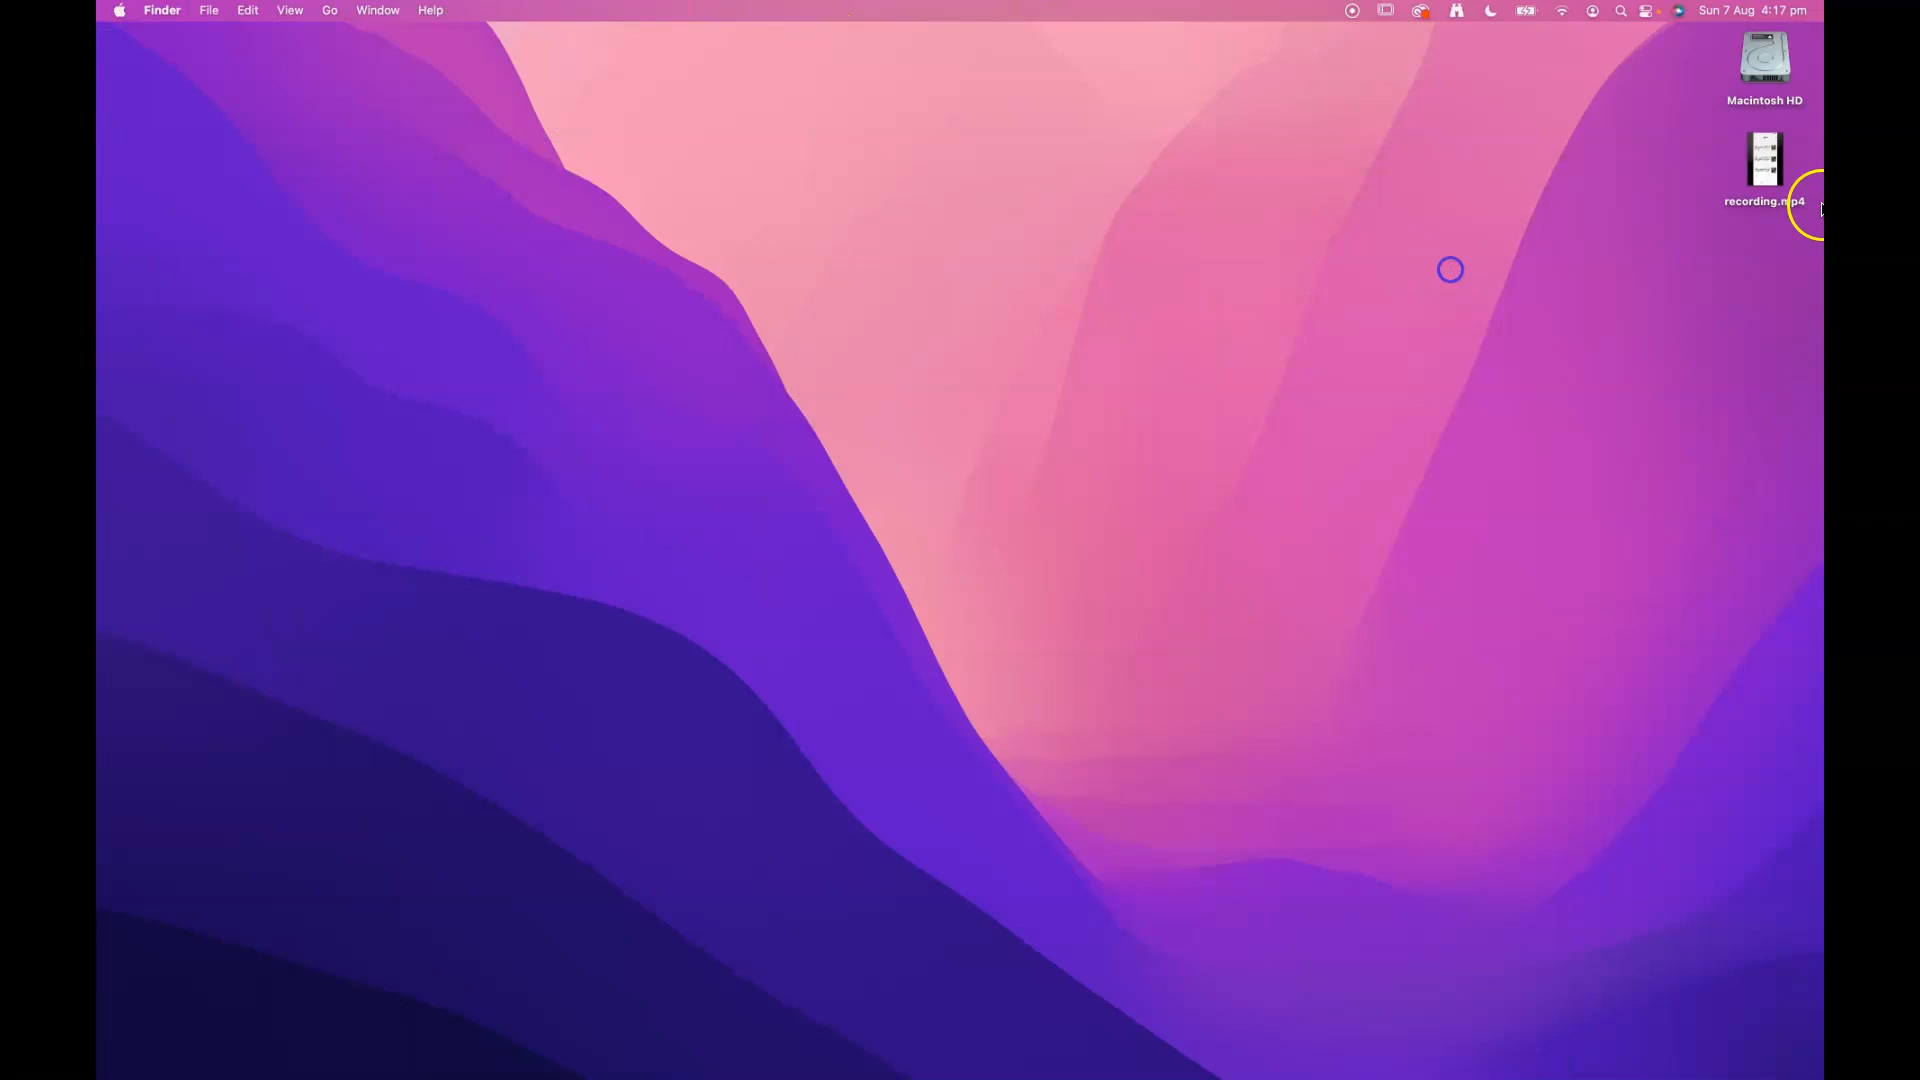 Finder File Edit View Go Window Help Sun 7 Aug 4:17 pm
Macintosh HD
recording.mp4